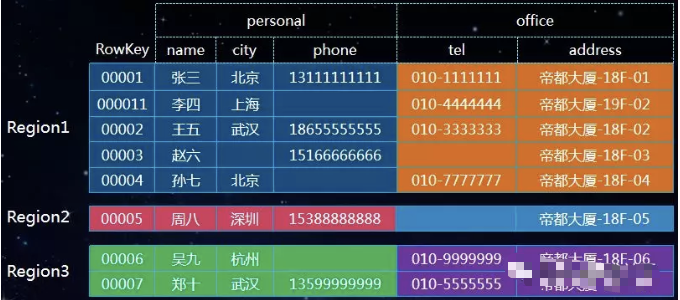 personal office
RowKey name city phone tel address
00001 张三 北京 13111111111 010-1111111 帝都大厦-18F-01
000011 李四 上海 010-4444444 帝都大厦-19F-02
Region1 00002 王五 武汉 18655555555 010-3333333 帝都大厦-18F-02
00003 赵六 15166666666 帝都大厦-18F-03
00004 孙七 北京 010-7777777 帝都大厦-18F-04
Region2 00005 周八 深圳 15388888888 帝都大厦-18F-05
Region3 00006 吴九 杭州 010-9999999 帝都大厦-18F-06
00007 郑十 武汉 13599999999 010-5555555 帝都大厦